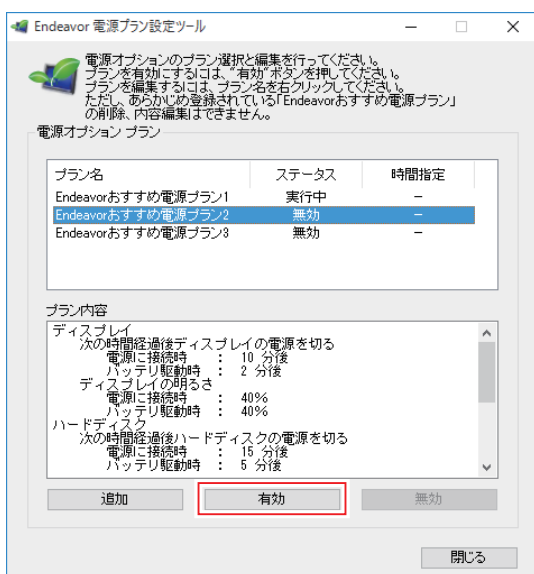 Endeavor 電源プラン設定ツール
電源オプションのプラン選択と編集を行ってください。
プランを有効にするには、"有効"ボタンを押してください。
プランを編集するには、プラン名を右クリックしてください。
ただし、あらかじめ登録されている「Endeavorおすすめ電源プラン」
の削除、内容編集はできません。
電源オプション プラン
プラン名 ステータス 時間指定
Endeavorおすすめ電源プラン1 実行中 −
Endeavorおすすめ電源プラン2 無効 −
Endeavorおすすめ電源プラン3 無効 −
プラン内容
ディスプレイ
次の時間経過後ディスプレイの電源を切る
電源に接続時 : 10 分後
バッテリ駆動時 : 2 分後
ディスプレイの明るさ
電源に接続時 : 40%
バッテリ駆動時 : 40%
ハードディスク
次の時間経過後ハードディスクの電源を切る
電源に接続時 : 15 分後
バッテリ駆動時 : 5 分後
追加 有効 無効
閉じる